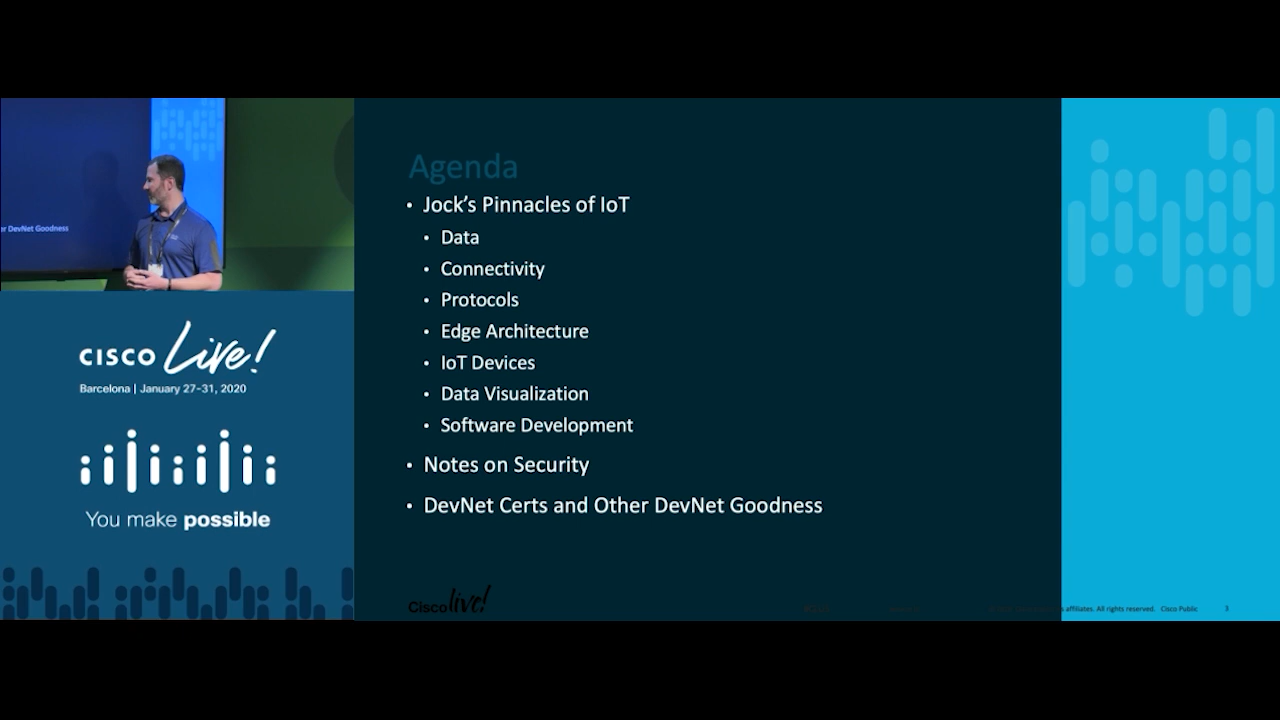 er DevNet Goodness
CISCO Live!
Barcelona | January 27-31, 2020
You make possible
Agenda
• Jock's Pinnacles of IoT
• Data
• Connectivity
• Protocols
• Edge Architecture
• IoT Devices
• Data Visualization
• Software Development
• Notes on Security
• DevNet Certs and Other DevNet Goodness
Cisco live!
affiliates. All rights reserved. Cisco Public 3